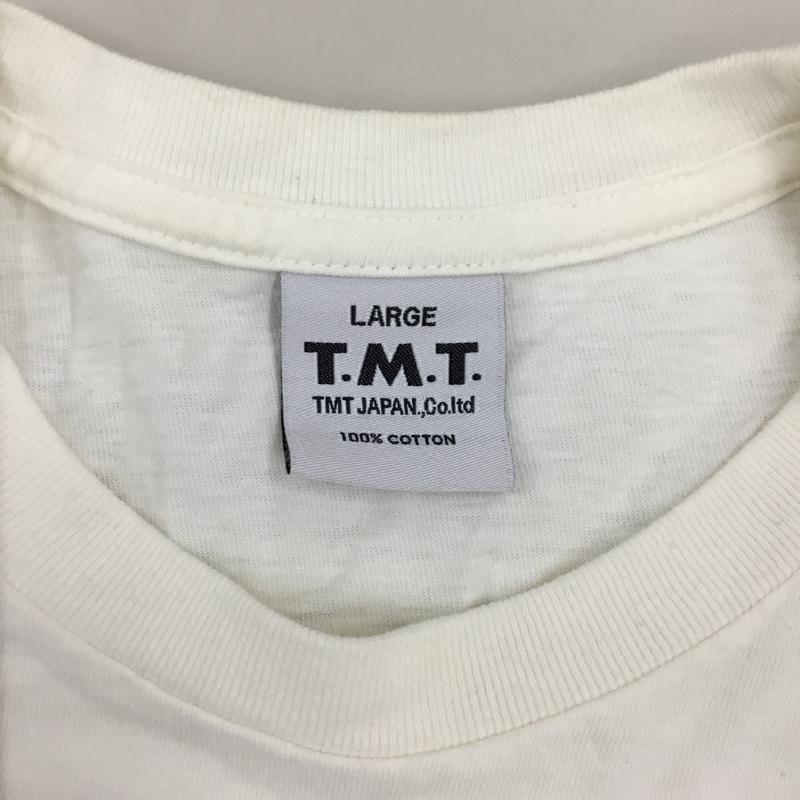 LARGE
T.M.T.
TMT JAPAN.,Co.ltd
100% COTTON